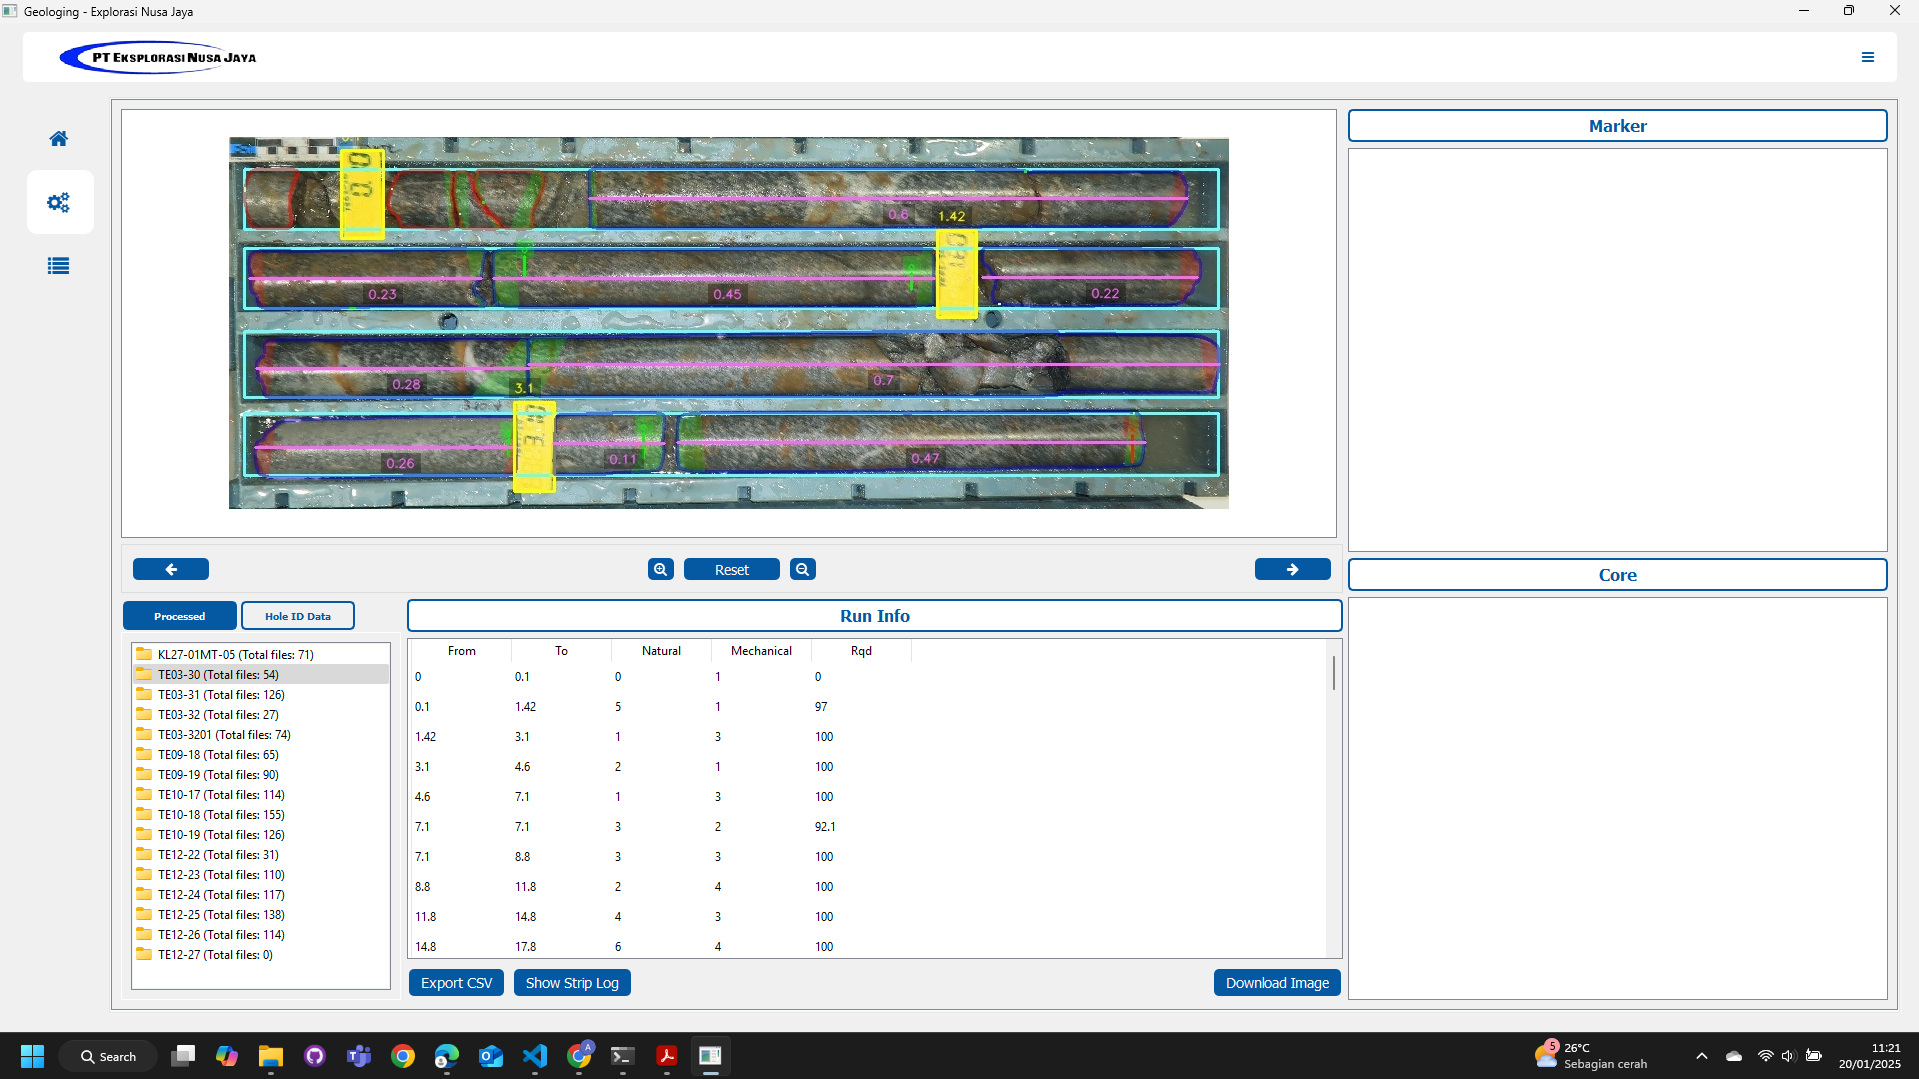 Geologing - Explorasi Nusa Jaya
PT EKSPLORASI NUSA JAYA
Marker
0.6
1.42
0.23
0.45
0.22
0.28
3.1
0.7
0.26
0.11
0.47
Reset
Core
Processed
Hole ID Data
Run Info
KL27-01MT-05 (Total files: 71)
TE03-30 (Total files: 54)
TE03-31 (Total files: 126)
TE03-32 (Total files: 27)
TE03-3201 (Total files: 74)
TE09-18 (Total files: 65)
TE09-19 (Total files: 90)
TE10-17 (Total files: 114)
TE10-18 (Total files: 155)
TE10-19 (Total files: 126)
TE12-22 (Total files: 31)
TE12-23 (Total files: 110)
TE12-24 (Total files: 117)
TE12-25 (Total files: 138)
TE12-26 (Total files: 114)
TE12-27 (Total files: 0)
From To Natural Mechanical Rqd
0 0.1 0 1 0
0.1 1.42 5 1 97
1.42 3.1 1 3 100
3.1 4.6 2 1 100
4.6 7.1 1 3 100
7.1 7.1 3 2 92.1
7.1 8.8 3 3 100
8.8 11.8 2 4 100
11.8 14.8 4 3 100
14.8 17.8 6 4 100
Export CSV
Show Strip Log
Download Image
Search
A
5
26°C
Sebagian cerah
11:21
20/01/2025